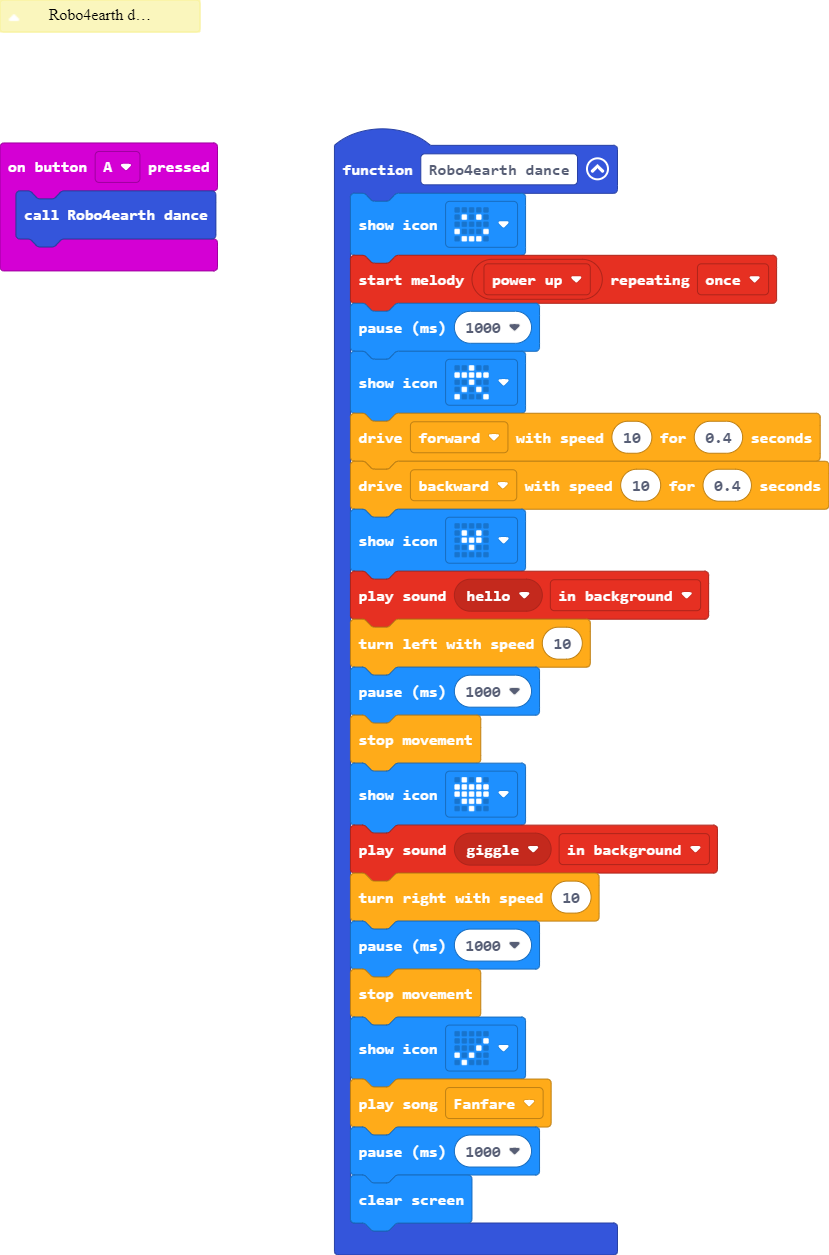 Robo4earth d…
on button A pressed
call Robo4earth dance
function Robo4earth dance
show icon
start melody power up repeating once
pause (ms) 1000
show icon
drive forward with speed 10 for 0.4 seconds
drive backward with speed 10 for 0.4 seconds
show icon
play sound hello in background
turn left with speed 10
pause (ms) 1000
stop movement
show icon
play sound giggle in background
turn right with speed 10
pause (ms) 1000
stop movement
show icon
play song Fanfare
pause (ms) 1000
clear screen